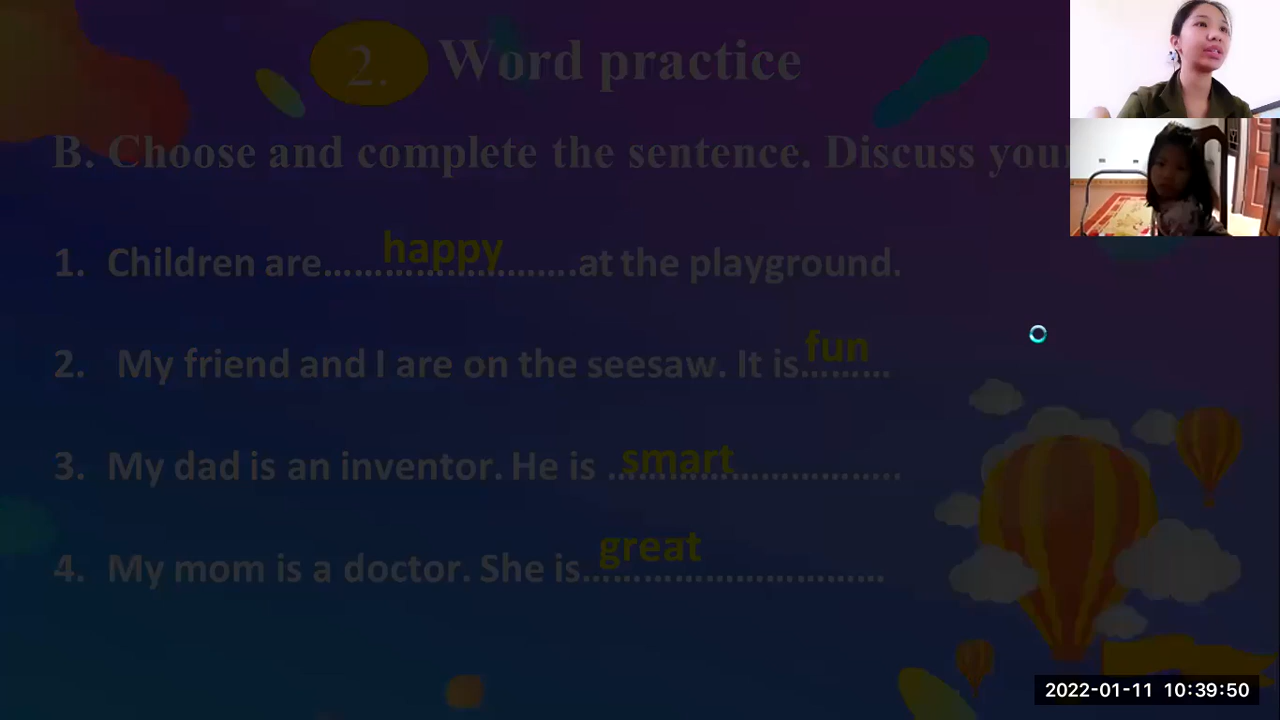 2. Word practice
B. Choose and complete the sentence. Discuss your
1. Children are……………………….at the playground.
happy
2. My friend and I are on the seesaw. It is………
fun
3. My dad is an inventor. He is …………………………..
smart
4. My mom is a doctor. She is…………………………
great
2022-01-11 10:39:50